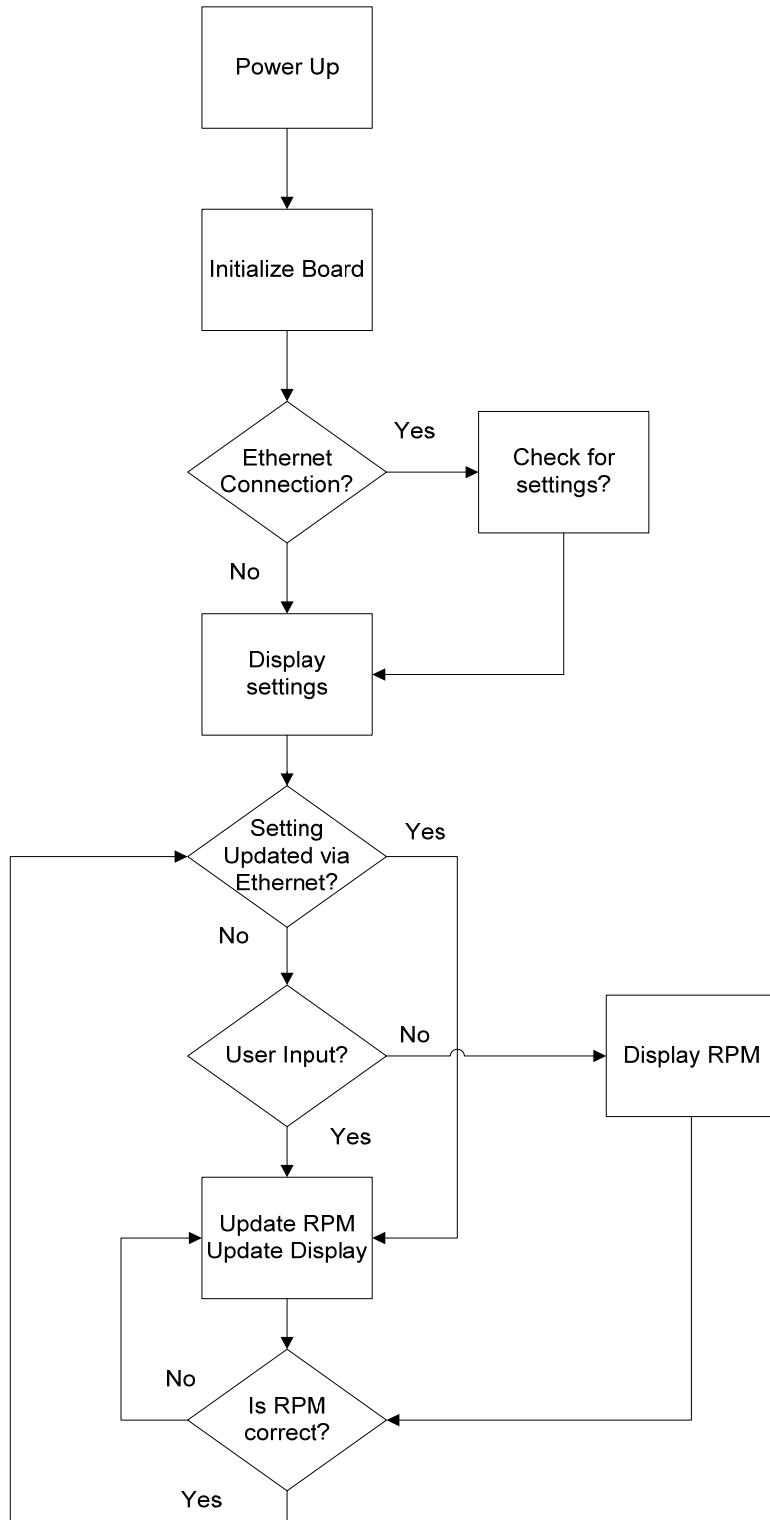 Power Up
Initialize Board
Ethernet
Connection?
Yes
Check for
settings?
No
Display
settings
Setting
Updated via
Ethernet?
Yes
No
User Input?
No
Display RPM
Yes
Update RPM
Update Display
No
Is RPM
correct?
Yes